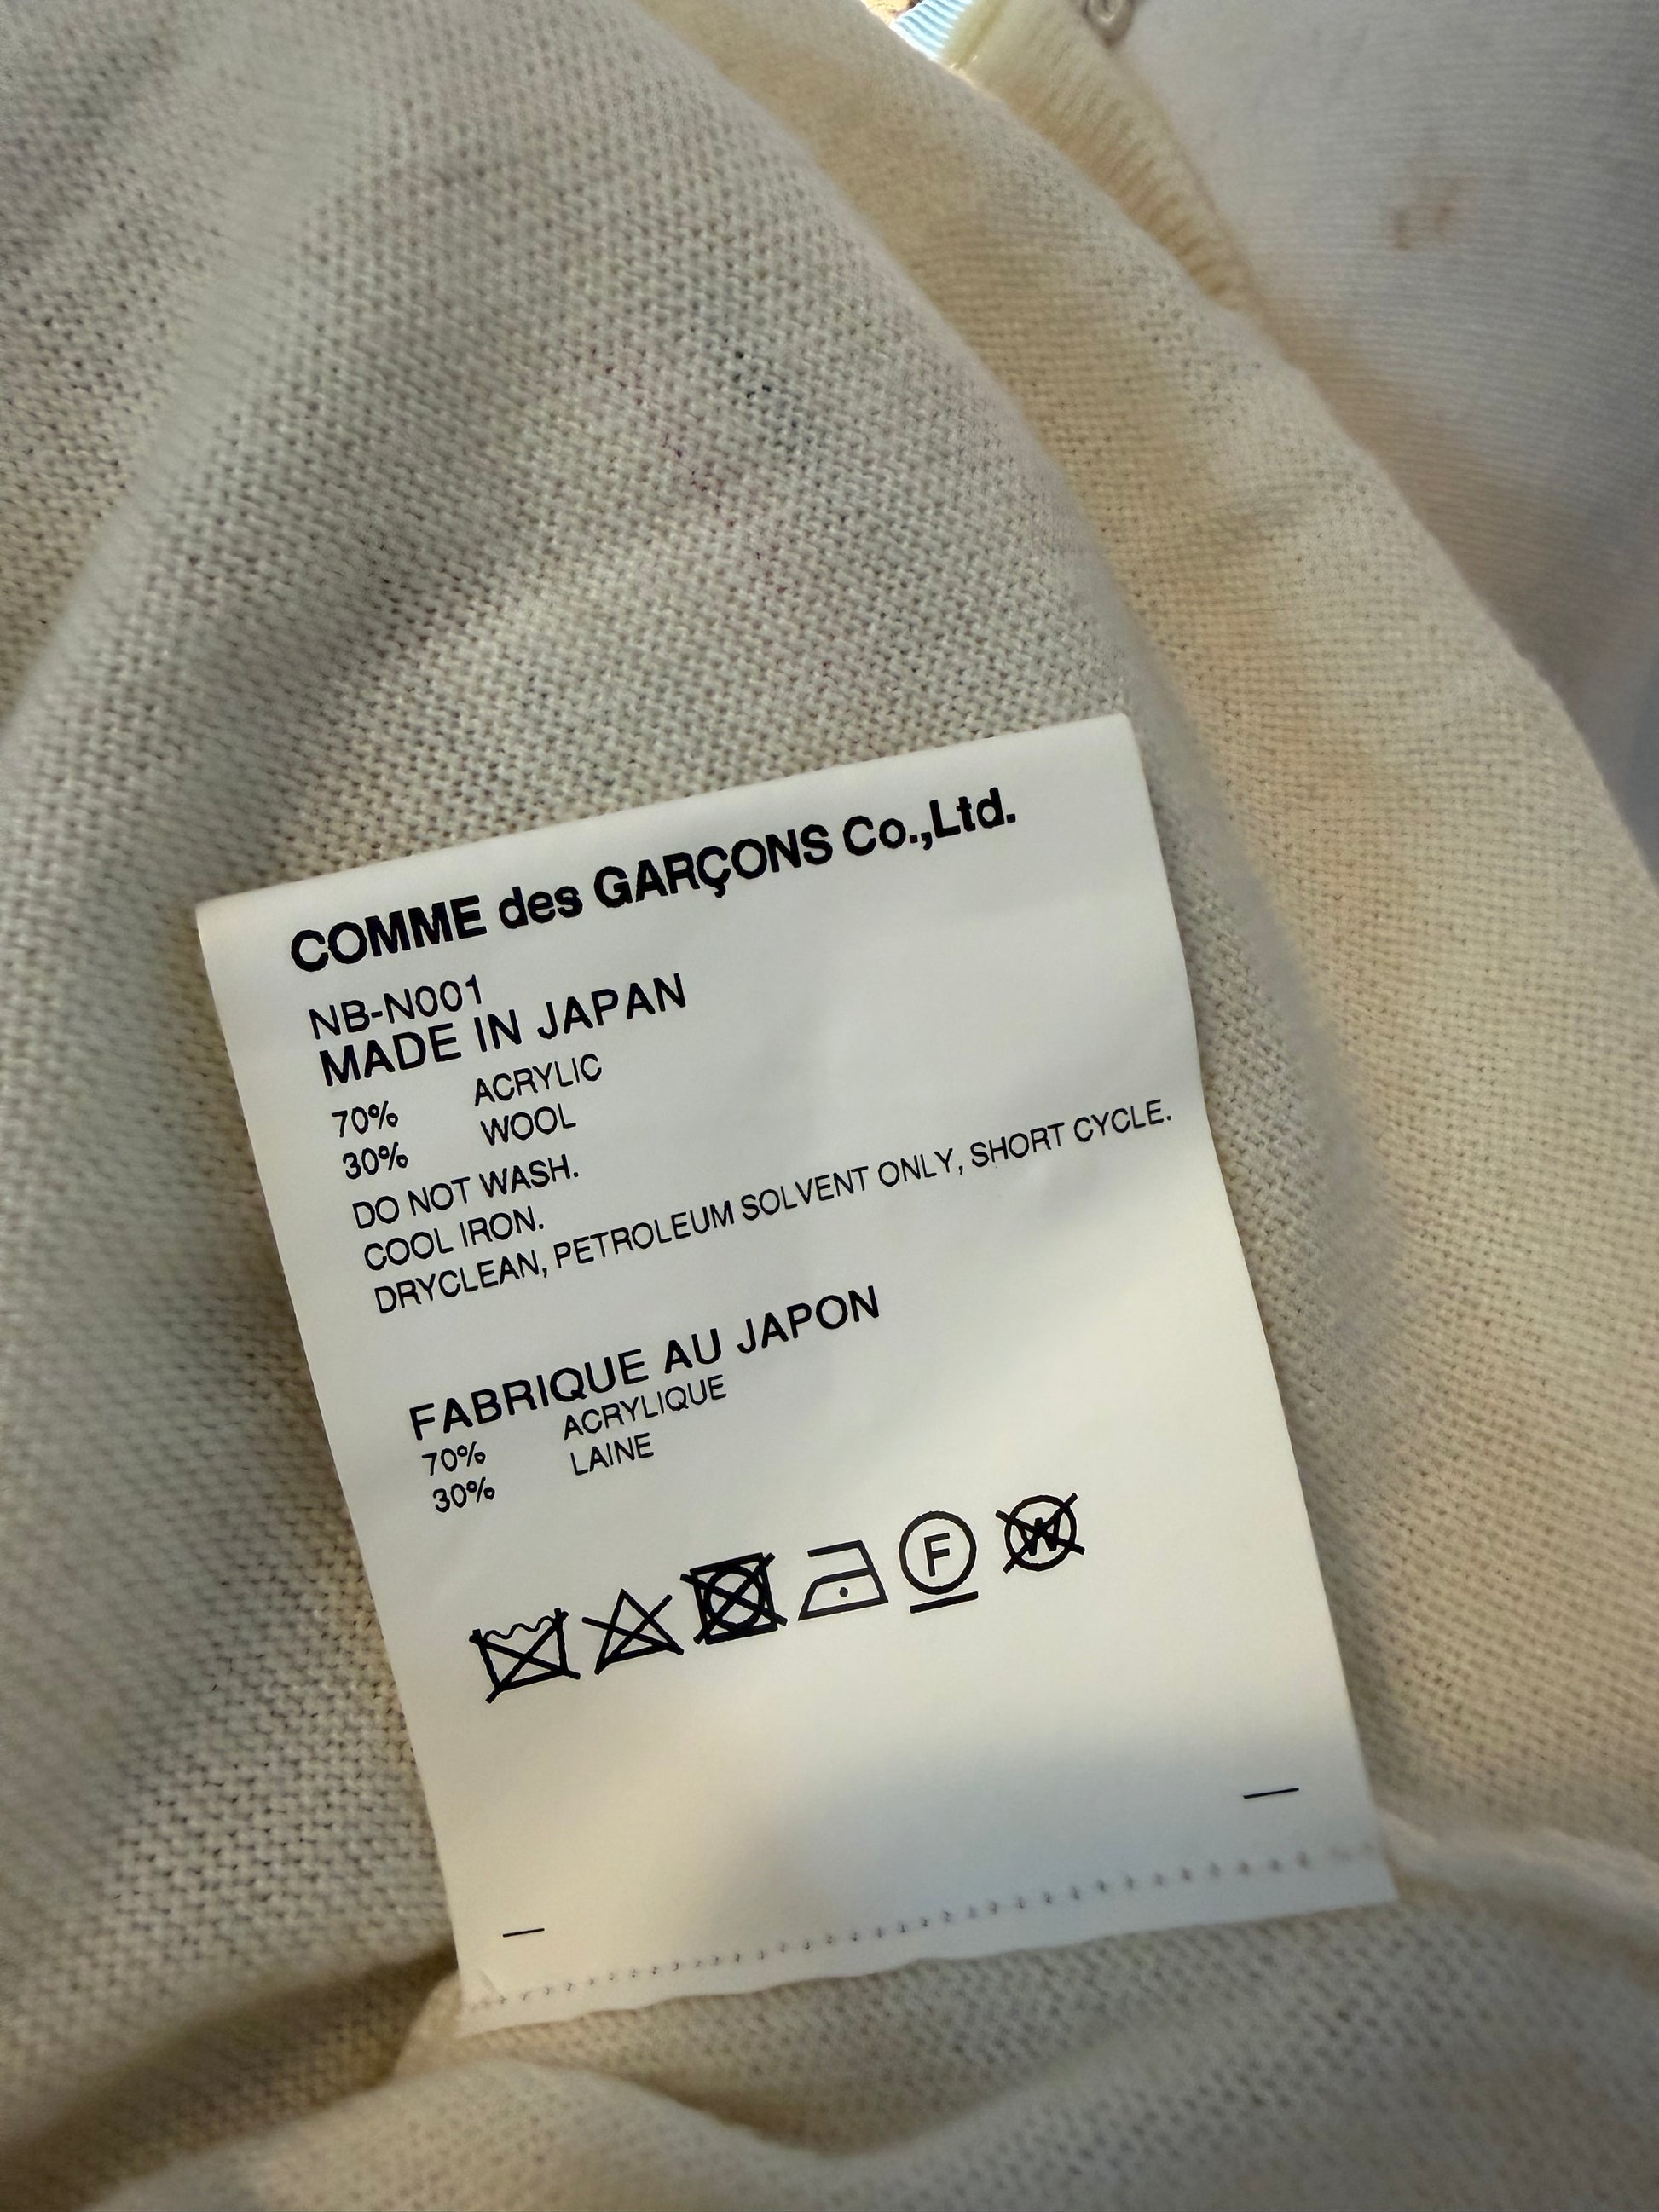 COMME des GARÇONS Co.,Ltd.
NB-N001
MADE IN JAPAN
70% ACRYLIC
30% WOOL
DO NOT WASH.
COOL IRON.
DRYCLEAN, PETROLEUM SOLVENT ONLY, SHORT CYCLE.
FABRIQUE AU JAPON
70% ACRYLIQUE
30% LAINE
F W